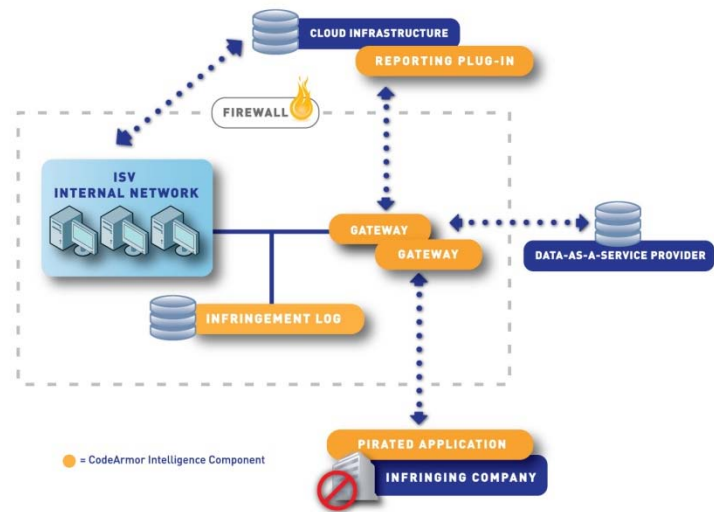 CLOUD INFRASTRUCTURE
REPORTING PLUG-IN
FIREWALL
ISV
INTERNAL NETWORK
GATEWAY
GATEWAY
DATA-AS-A-SERVICE PROVIDER
INFRINGEMENT LOG
PIRATED APPLICATION
= CodeArmor Intelligence Component
INFRINGING COMPANY